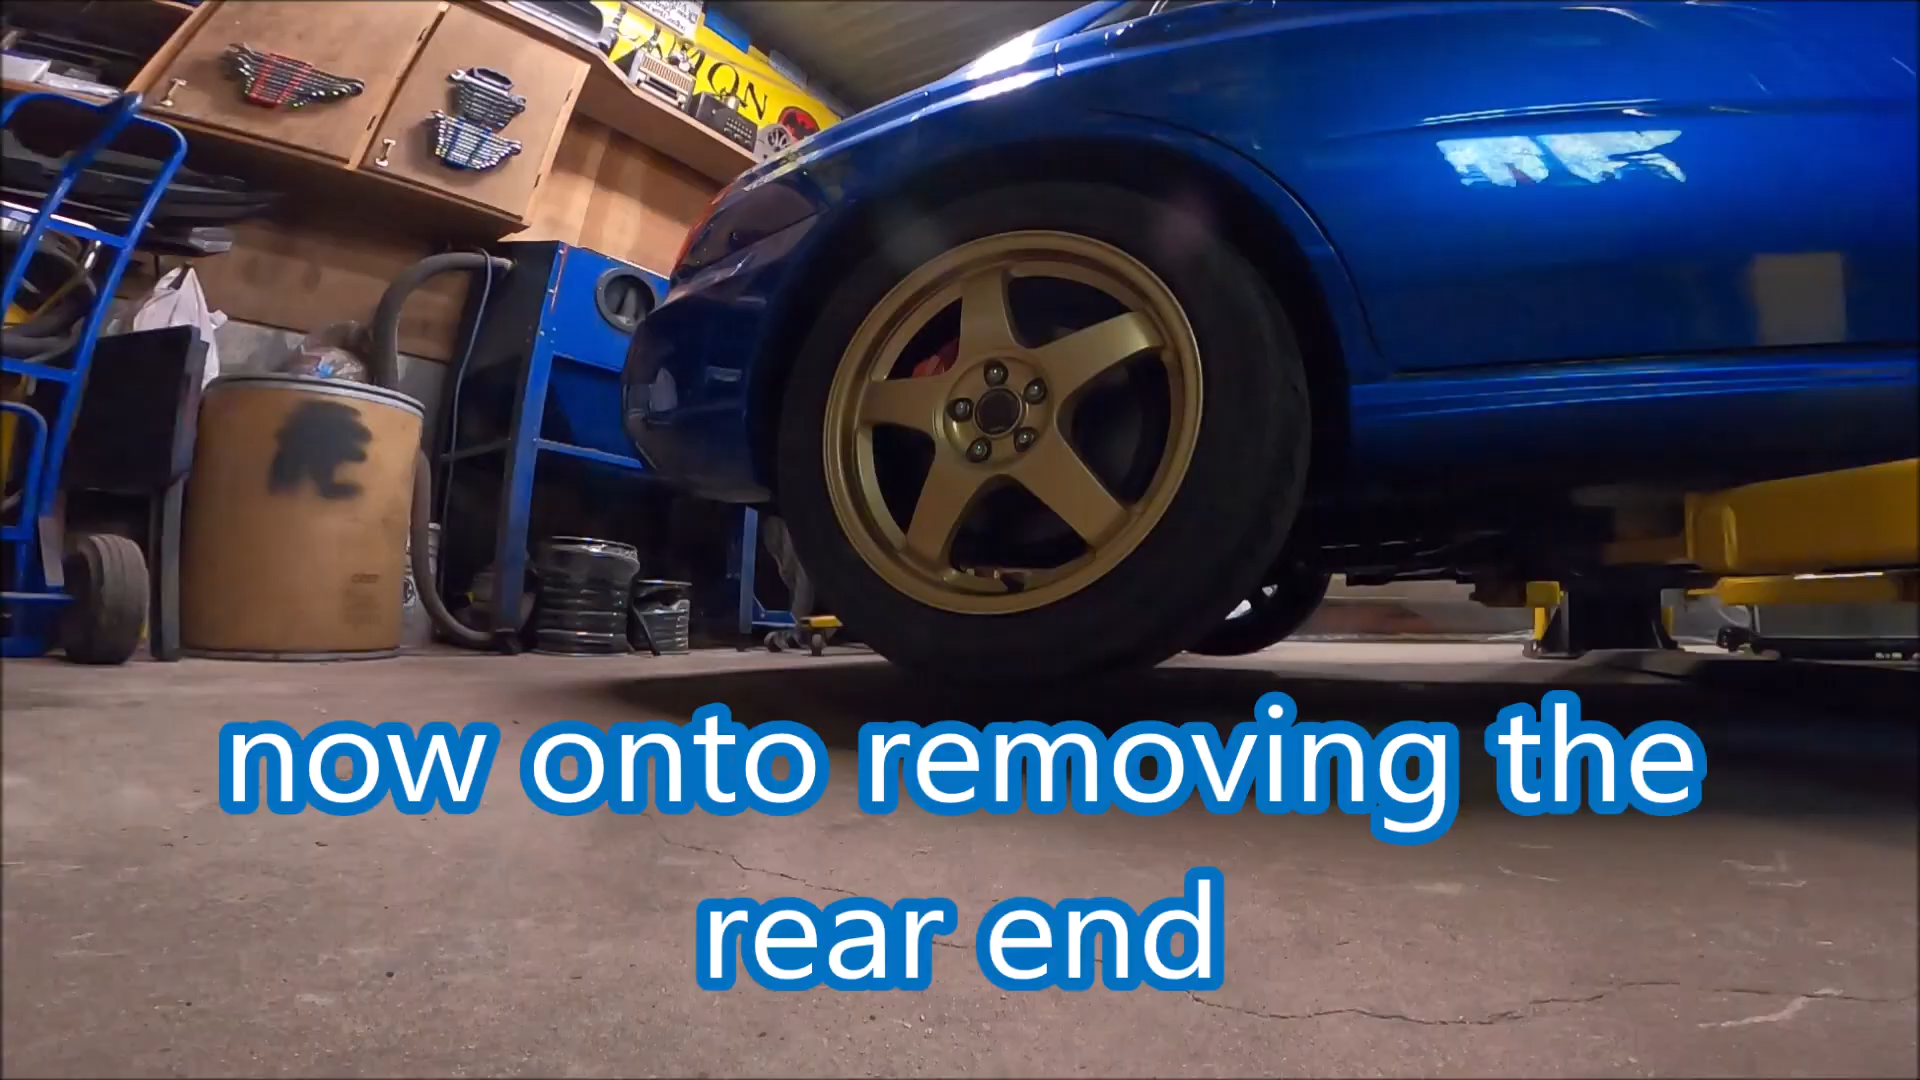 now onto removing the
rear end